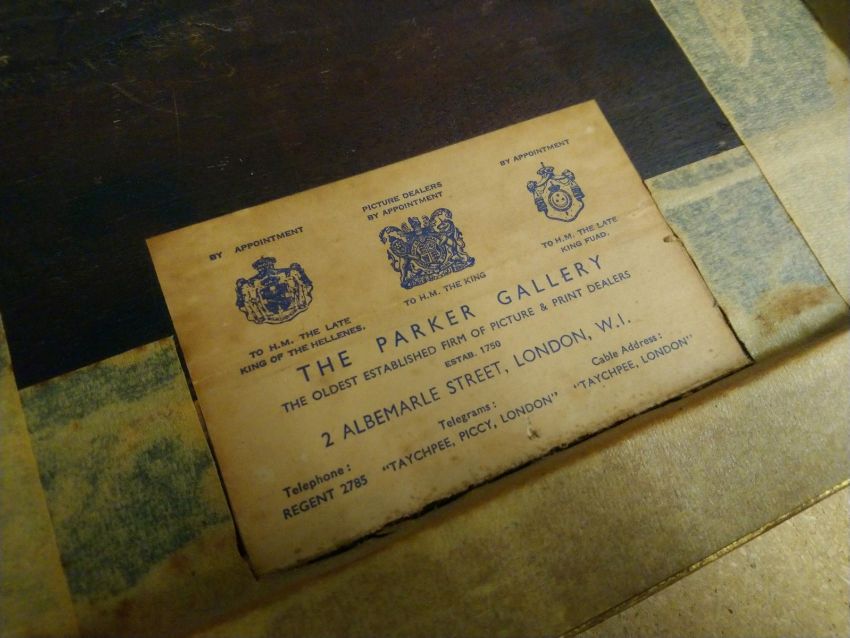 BY APPOINTMENT
PICTURE DEALERS
BY APPOINTMENT
BY APPOINTMENT
TO H.M. THE LATE
KING OF THE HELLENES.
TO H.M. THE KING
TO H.M. THE LATE
KING FUAD.
THE PARKER GALLERY
THE OLDEST ESTABLISHED FIRM OF PICTURE & PRINT DEALERS
ESTAB. 1750
2 ALBEMARLE STREET, LONDON, W.I.
Telephone: Telegrams: Cable Address:
REGENT 2785 "TAYCHPEE, PICCY, LONDON" "TAYCHPEE, LONDON"